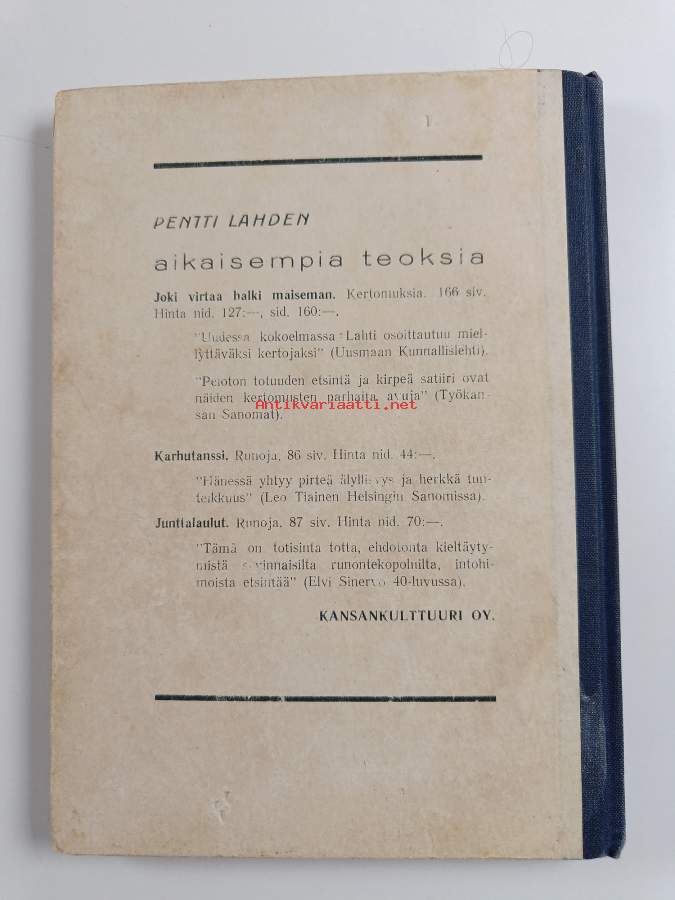 PENTTI LAHDEN
aikaisempia teoksia
Joki virtaa halki maiseman. Kertomuksia. 166 siv.
Hinta nid. 127:—, sid. 160:—.
"Uudessa kokoelmassa Lahti osoittautuu miel-
lyttäväksi kertojaksi" (Uusmaan Kunnallislehti).
"Peloton totuuden etsintä ja kirpeä satiiri ovat
näiden kertomusten parhaita avuja" (Työkan-
san Sanomat).
Antikvariaatti.net
Karhutanssi. Runoja, 86 siv. Hinta nid. 44:—.
"Hänessä yhtyy pirteä älyllisyys ja herkkä tun-
teikkuus" (Leo Tiainen Helsingin Sanomissa).
Junttalaulut. Runoja, 87 siv. Hinta nid. 70:—.
"Tämä on totisinta totta, ehdotonta kieltäyty-
mistä runontekopoluilta, intohi-
moista etsintää" (Elvi Sinervo 40-luvussa).
KANSANKULTTUURI OY.